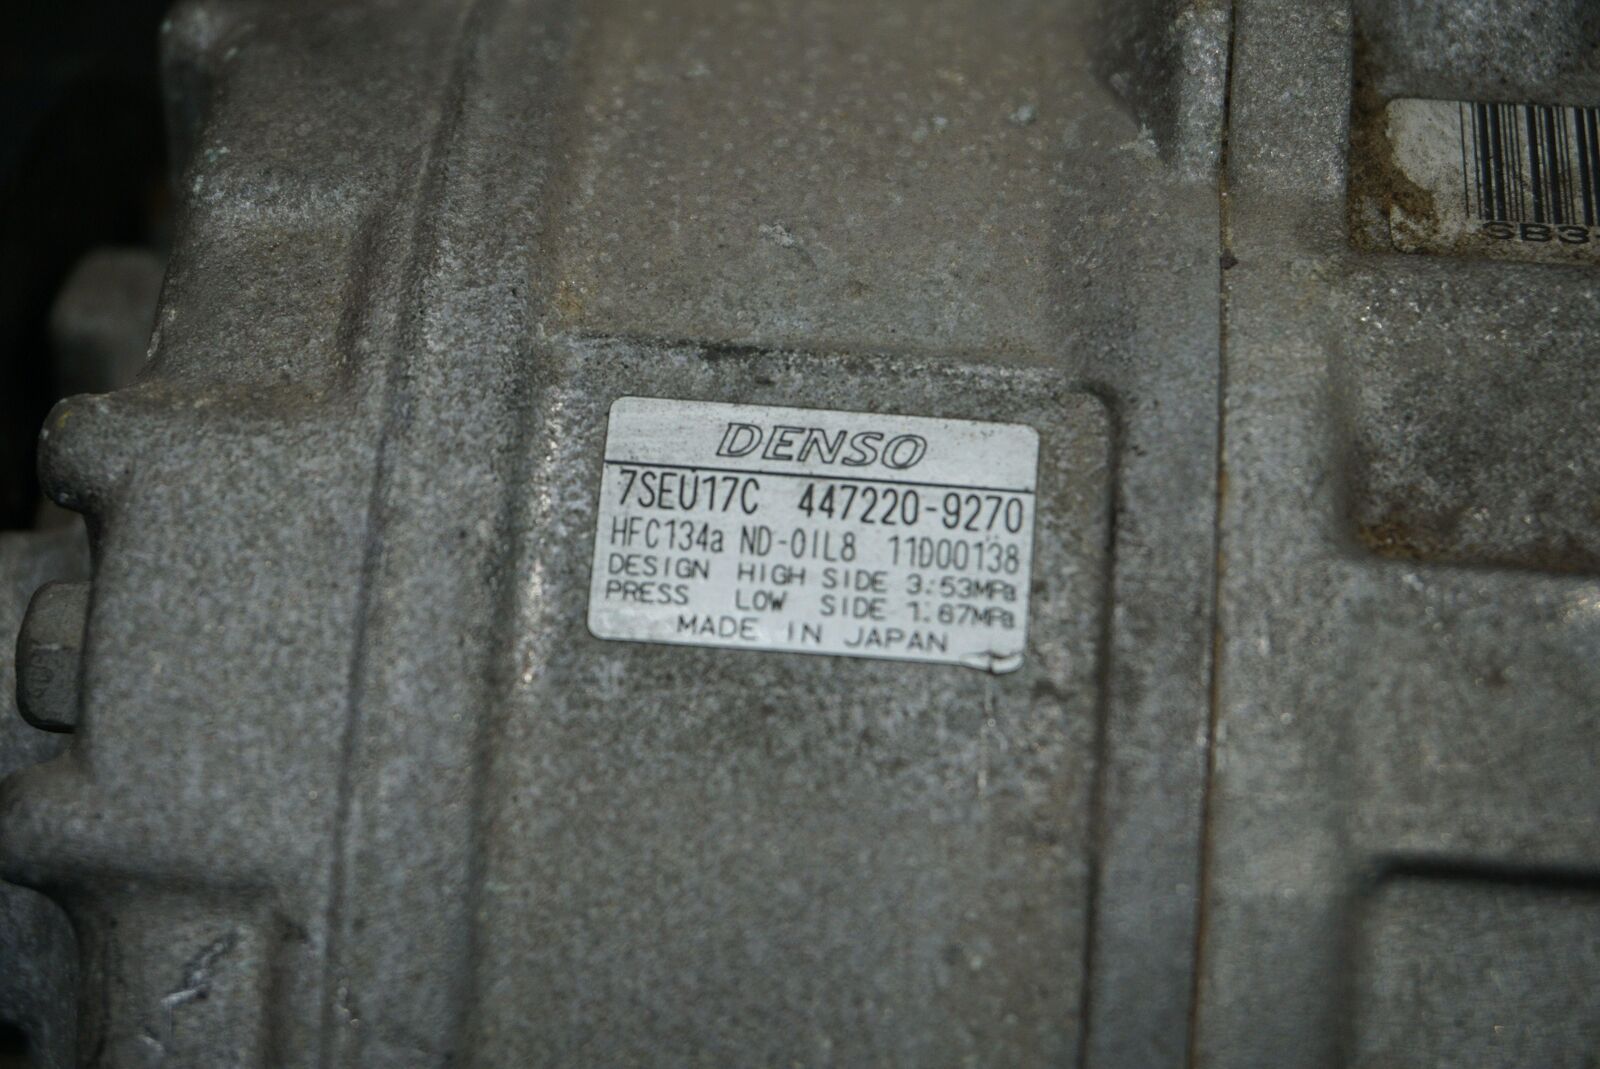 DENSO
7SEU17C 447220-9270
HFC134a ND-OIL8 11D00138
DESIGN HIGH SIDE 3.53MPa
PRESS LOW SIDE 1.67MPa
MADE IN JAPAN